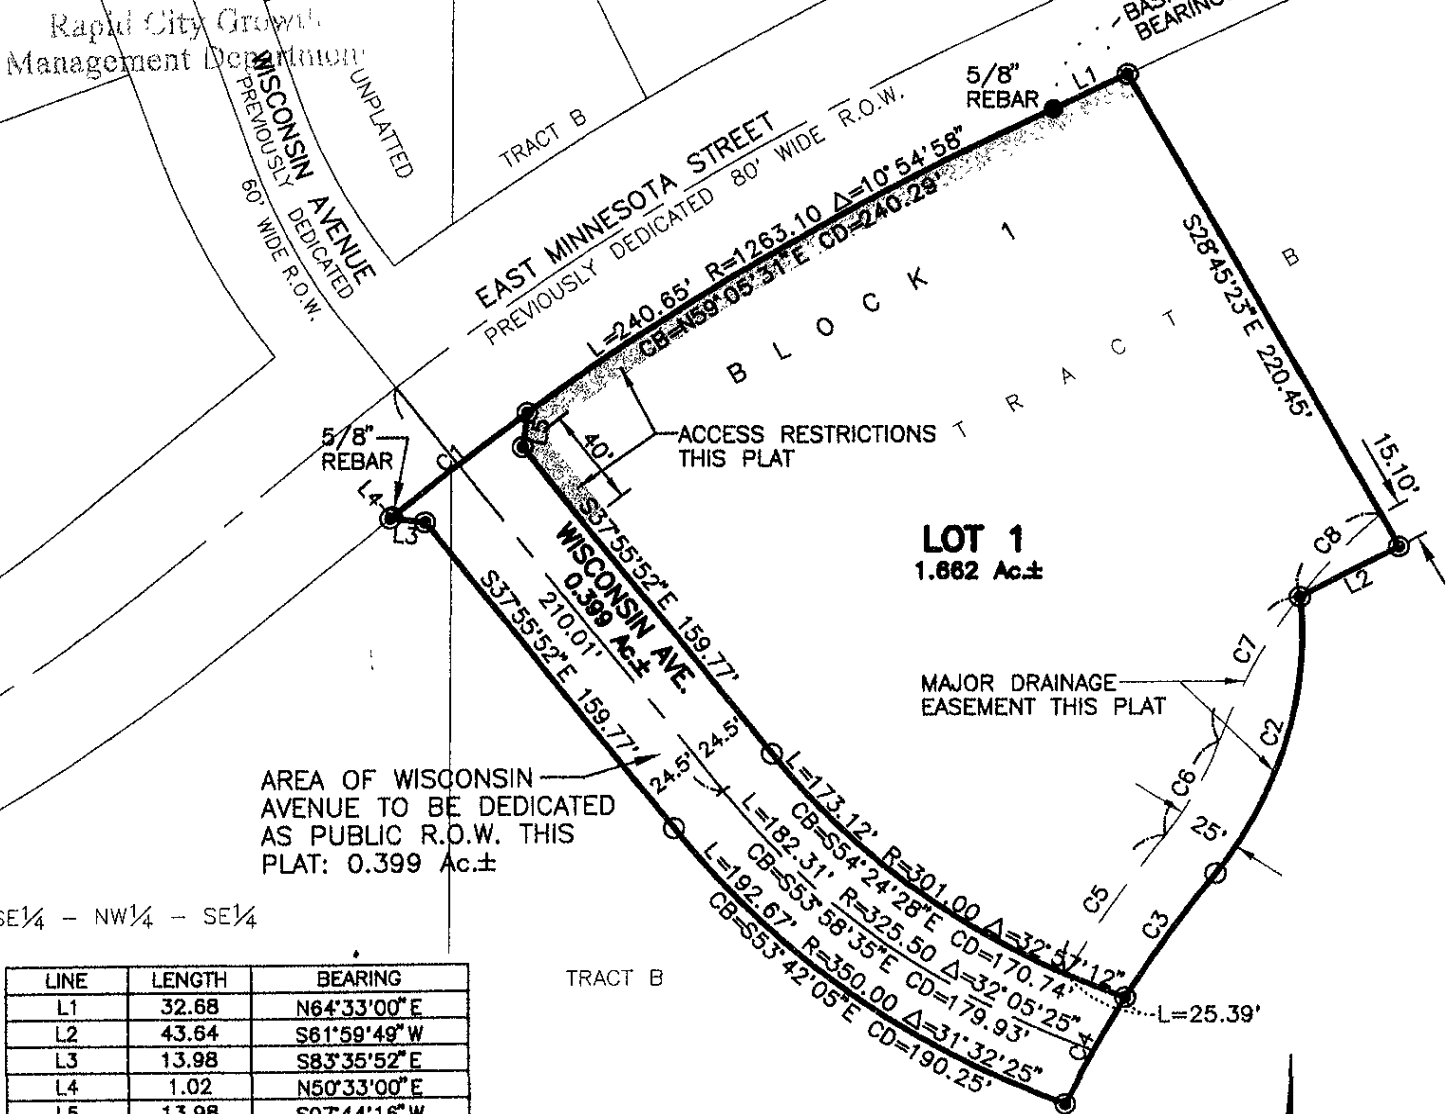 Rapid City Growth
Management Department
WISCONSIN AVENUE
PREVIOUSLY DEDICATED
60' WIDE R.O.W.
UNPLATTED
TRACT B
EAST MINNESOTA STREET
PREVIOUSLY DEDICATED 80' WIDE R.O.W.
BEARING
5/8"
REBAR
L1
L=240.65' R=1263.10 Δ=10°54'58"
CB=N59°05'31"E CD=240.29'
BLOCK 1
TRACT B
S28°45'23"E 220.45'
15.10'
5/8"
REBAR
C1
L4
L3
L5
40'
ACCESS RESTRICTIONS
THIS PLAT
LOT 1
1.662 Ac.±
C8
L2
C7
C2
C6
MAJOR DRAINAGE
EASEMENT THIS PLAT
S37°55'52"E 159.77'
WISCONSIN AVE.
0.399 Ac.±
210.01'
S37°55'52"E 159.77'
24.5' 24.5'
AREA OF WISCONSIN
AVENUE TO BE DEDICATED
AS PUBLIC R.O.W. THIS
PLAT: 0.399 Ac.±
25'
C5
C3
C4
L=173.12' R=301.00 Δ=32°57'12"
CB=S54°24'28"E CD=170.74'
L=182.31' R=325.50 Δ=32°05'25"
CB=S53°58'35"E CD=179.93'
L=192.67' R=350.00 Δ=31°32'25"
CB=S53°42'05"E CD=190.25'
L=25.39'
SE¼ - NW¼ - SE¼
TRACT B
LINE LENGTH BEARING
L1 32.68 N64°33'00"E
L2 43.64 S61°59'49"W
L3 13.98 S83°35'52"E
L4 1.02 N50°33'00"E
L5 13.98 S07°44'16"W